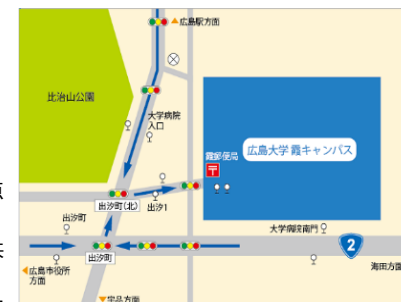 広島駅方面
比治山公園
大学病院
入口
霞郵便局
広島大学 霞キャンパス
出汐町(北)
出汐1
出汐町
大学病院南門
2
出汐町
広島市役所
方面
海田方面
宇品方面
点